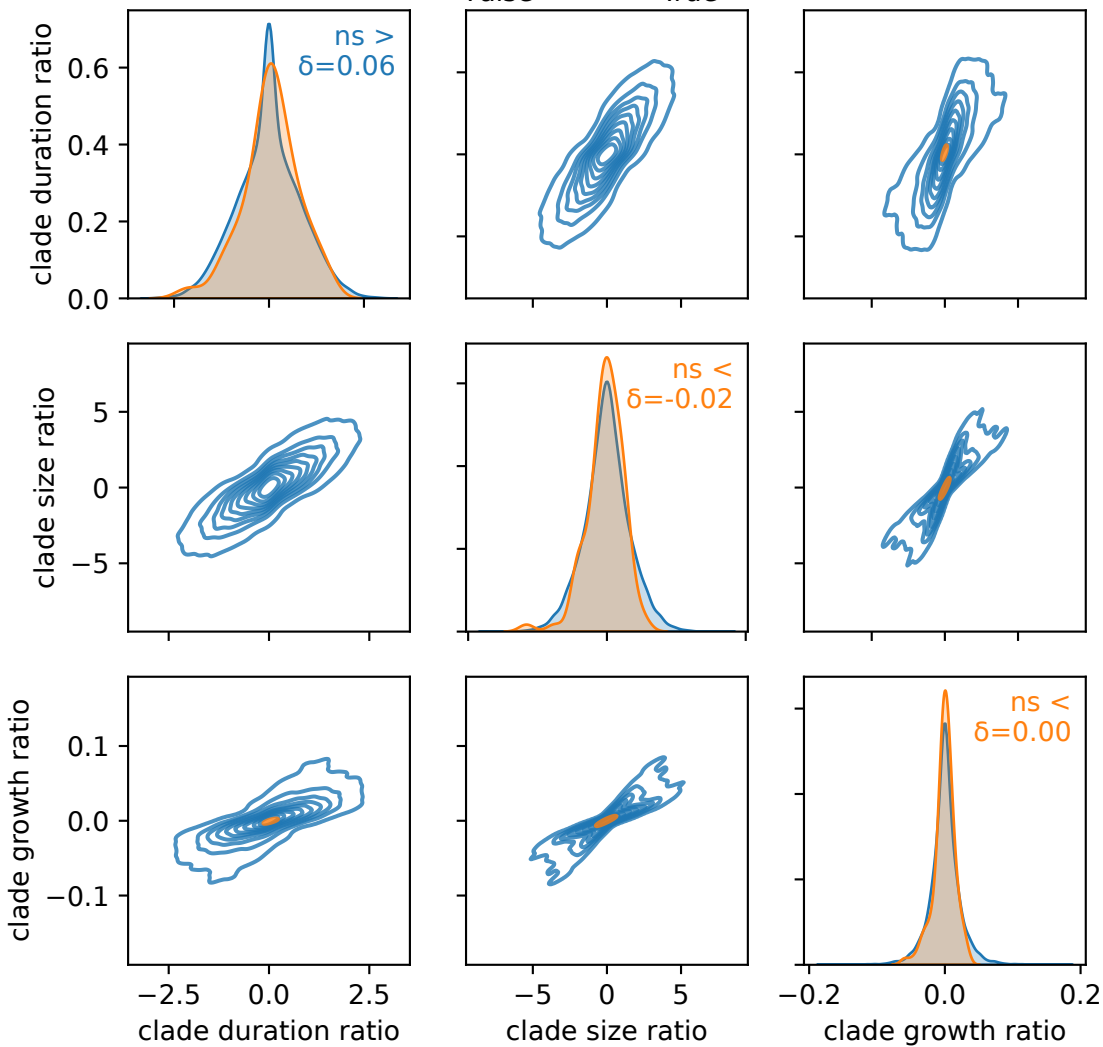 False True
ns >
δ=0.06
clade duration ratio
0.6
0.4
0.2
0.0
ns <
δ=-0.02
clade size ratio
5
0
−5
ns <
δ=0.00
clade growth ratio
0.1
0.0
−0.1
−2.5 0.0 2.5
−5 0 5
−0.2 0.0 0.2
clade duration ratio
clade size ratio
clade growth ratio